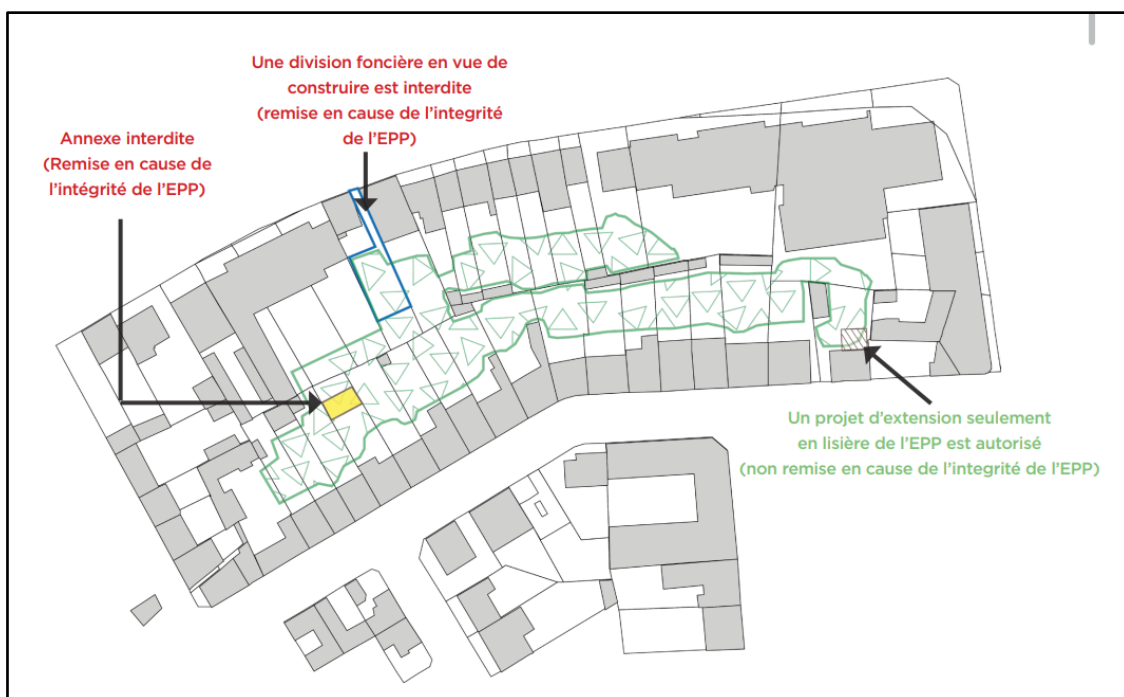 Une division foncière en vue de
construire est interdite
(remise en cause de l'integrité
de l'EPP)
Annexe interdite
(Remise en cause de
l'intégrité de l'EPP)
Un projet d'extension seulement
en lisière de l'EPP est autorisé
(non remise en cause de l'integrité de l'EPP)